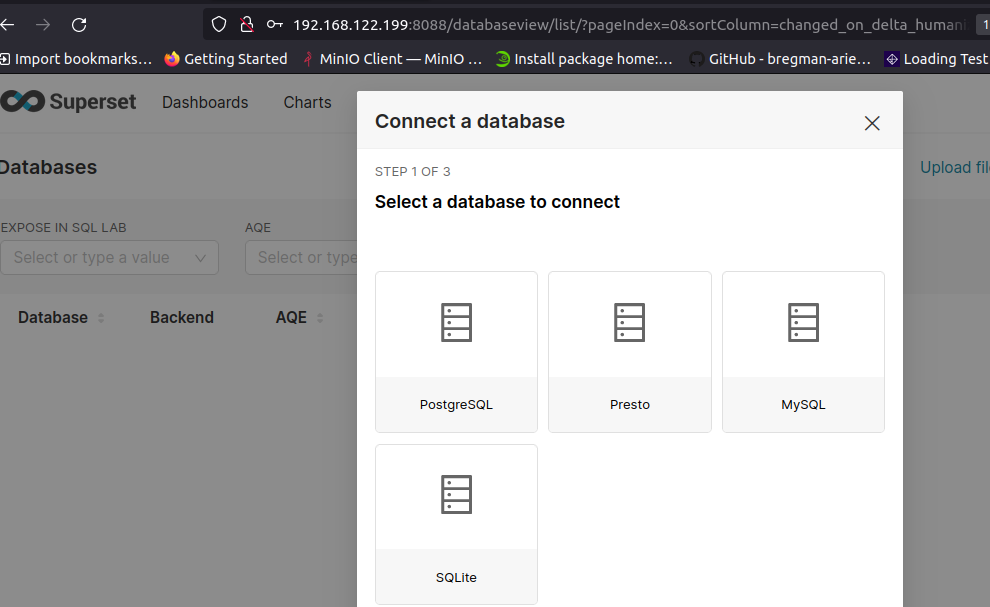 192.168.122.199:8088/databaseview/list/?pageIndex=0&sortColumn=changed_on_delta_humani
Import bookmarks... Getting Started MinIO Client — MinIO ... Install package home:... GitHub - bregman-arie... Loading Test
Superset Dashboards Charts
Connect a database
STEP 1 OF 3
Databases
Upload fil
Select a database to connect
EXPOSE IN SQL LAB AQE
Select or type a value Select or type
Database Backend AQE
PostgreSQL Presto MySQL
SQLite